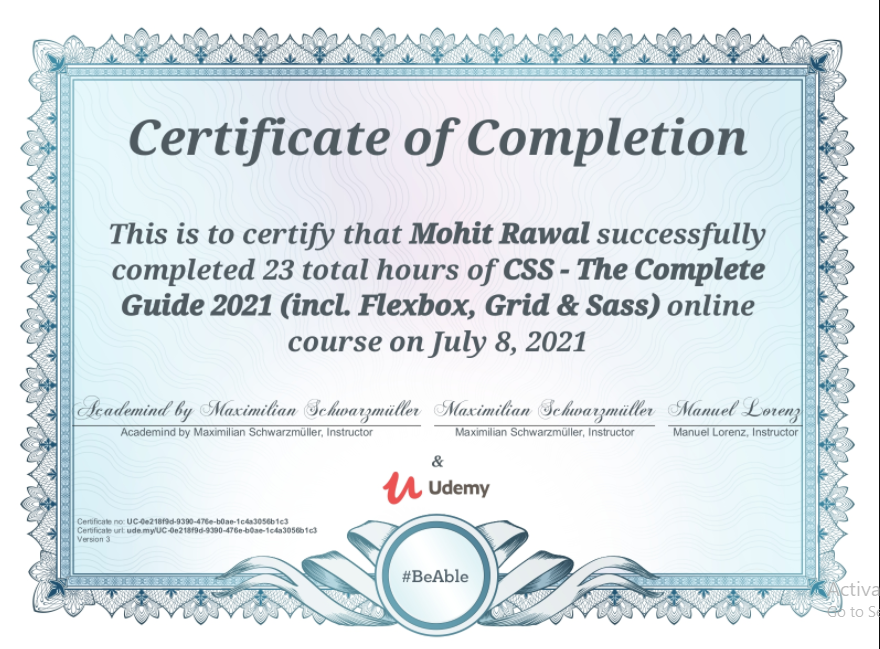 Certificate of Completion
This is to certify that Mohit Rawal successfully
completed 23 total hours of CSS - The Complete
Guide 2021 (incl. Flexbox, Grid & Sass) online
course on July 8, 2021
Academind by Maximilian Schwarzmüller Maximilian Schwarzmüller Manuel Lorenz
Academind by Maximilian Schwarzmüller, Instructor Maximilian Schwarzmüller, Instructor Manuel Lorenz, Instructor
&
Udemy
Certificate no: UC-0e218f9d-9390-476e-b0ae-1c4a3056b1c3
Certificate url: ude.my/UC-0e218f9d-9390-476e-b0ae-1c4a3056b1c3
Version 3
#BeAble
Activa
Go to Se